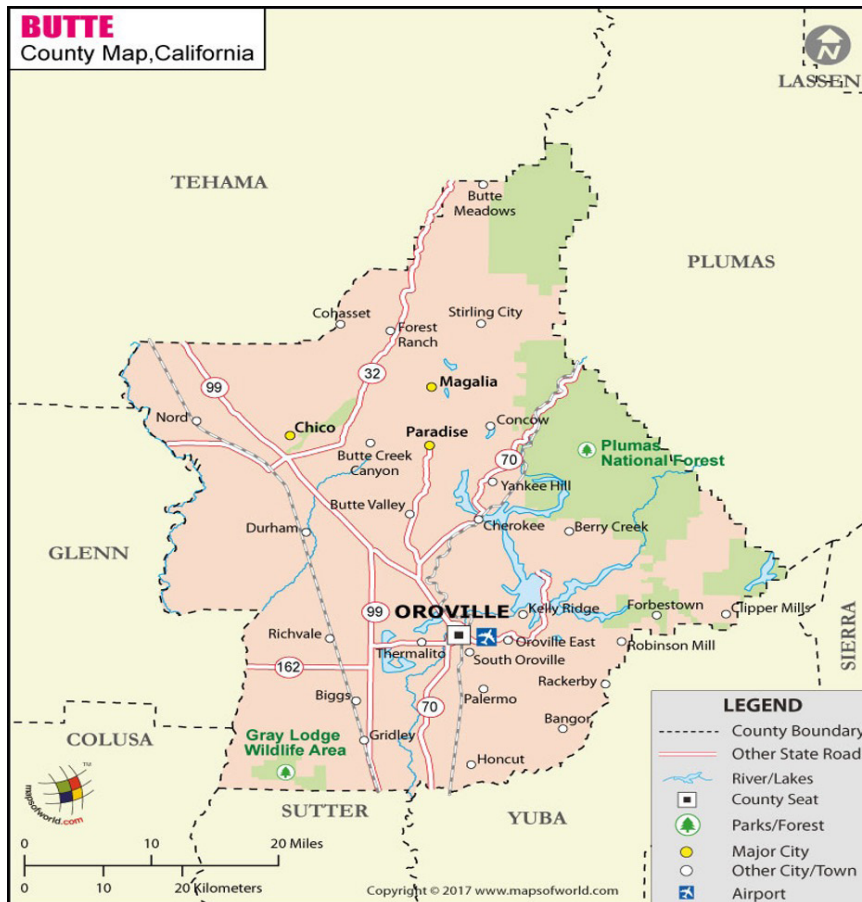 BUTTE
County Map,California
N
LASSEN
TEHAMA
Butte
Meadows
PLUMAS
Cohasset
Stirling City
Forest
Ranch
99
32
Magalia
Nord
Chico
Paradise
Concow
Butte Creek
Canyon
70
Plumas
National Forest
Yankee Hill
Butte Valley
Durham
Cherokee
Berry Creek
GLENN
99
OROVILLE
Kelly Ridge
Forbestown
Clipper Mills
Richvale
Thermalito
Oroville East
Robinson Mill
SIERRA
South Oroville
162
Rackerby
Biggs
70
Palermo
COLUSA
Gray Lodge
Wildlife Area
Gridley
Bangor
Honcut
SUTTER
YUBA
LEGEND
County Boundary
Other State Road
River/Lakes
County Seat
Parks/Forest
Major City
Other City/Town
Airport
TM
mapsofworld.com
0 10 20 Miles
0 10 20 Kilometers
Copyright © 2017 www.mapsofworld.com